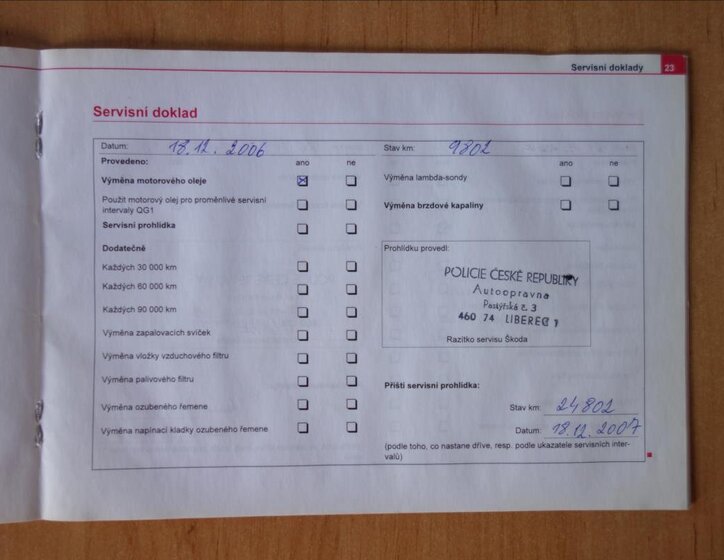 Servisní doklady 23
Servisní doklad
Datum: 18.12. 2006
Stav km: 9802
Provedeno: ano ne
ano ne
Výměna motorového oleje
Výměna lambda-sondy
Použit motorový olej pro proměnlivé servisní
intervaly QG1
Výměna brzdové kapaliny
Servisní prohlídka
Dodatečně
Každých 30 000 km
Každých 60 000 km
Každých 90 000 km
Výměna zapalovacích svíček
Výměna vložky vzduchového filtru
Výměna palivového filtru
Výměna ozubeného řemene
Výměna napínací kladky ozubeného řemene
Prohlídku provedl:
POLICIE ČESKÉ REPUBLIKY
Autoopravna
Pastýřská č. 3
460 74 LIBEREC 1
Razítko servisu Škoda
Příští servisní prohlídka:
Stav km: 24802
Datum: 18.12.2007
(podle toho, co nastane dříve, resp. podle ukazatele servisních inter-
valů)